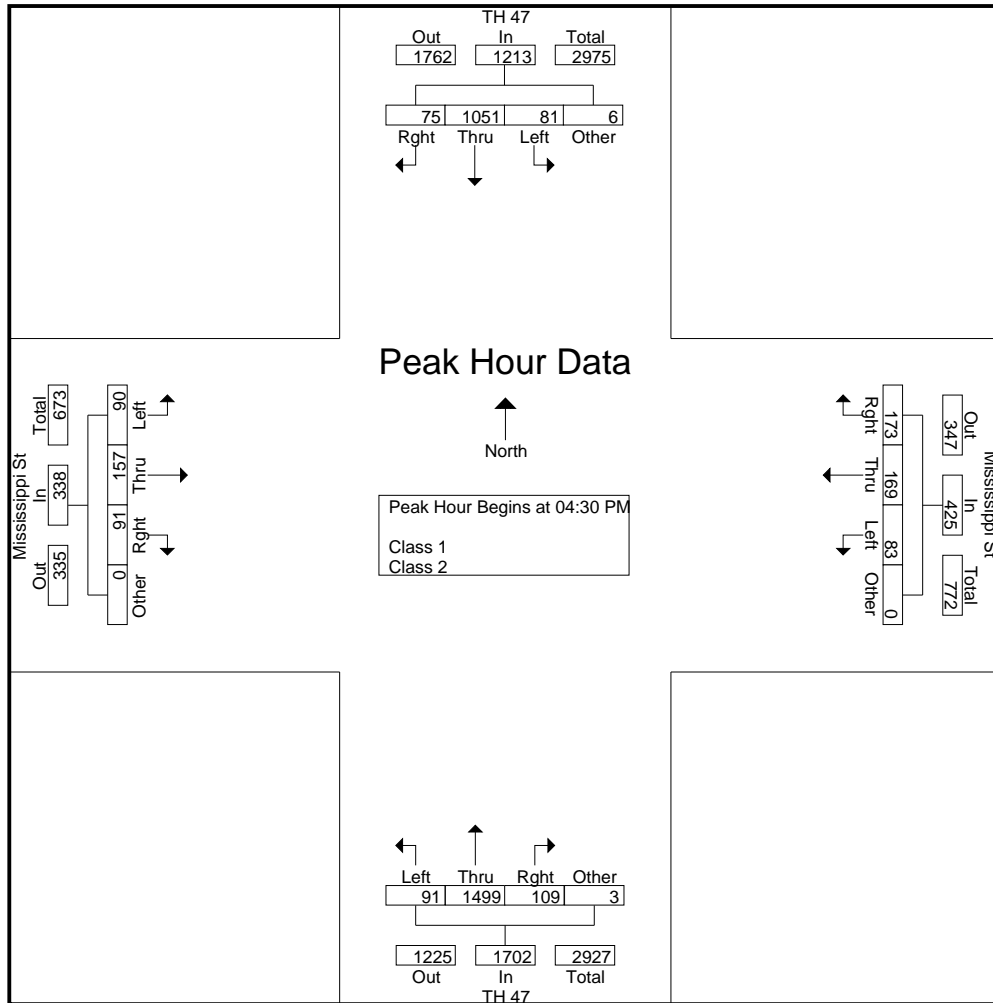 TH 47
Out In Total
1762 1213 2975
75 1051 81 6
Rght Thru Left Other
Peak Hour Data
North
Peak Hour Begins at 04:30 PM
Class 1
Class 2
Mississippi St
Total In Out
673 338 335
90 157 91 0
Left Thru Rght Other
Mississippi St
Out In Total
347 425 772
173 169 83 0
Rght Thru Left Other
Left Thru Rght Other
91 1499 109 3
1225 1702 2927
Out In Total
TH 47